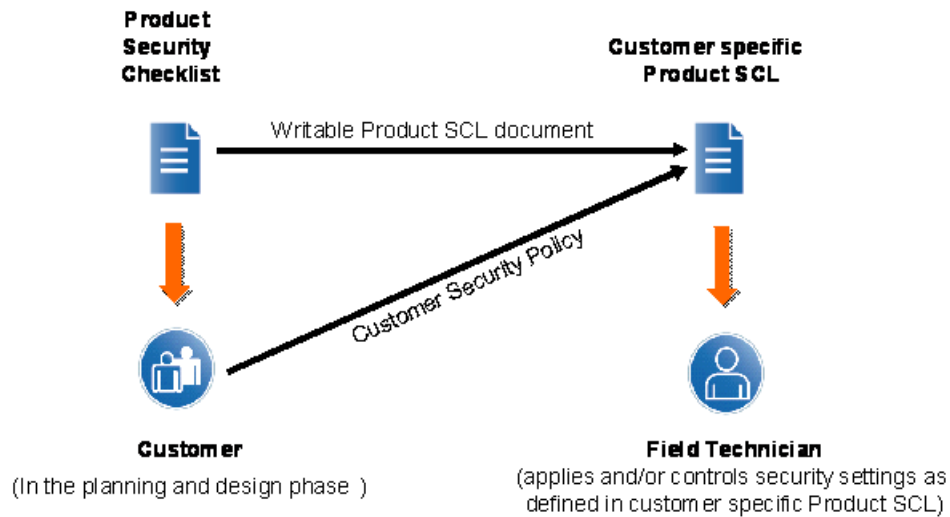 Product
Security
Checklist
Customer specific
Product SCL
Writable Product SCL document
Customer Security Policy
Customer
(In the planning and design phase )
Field Technician
(applies and/or controls security settings as
defined in customer specific Product SCL)